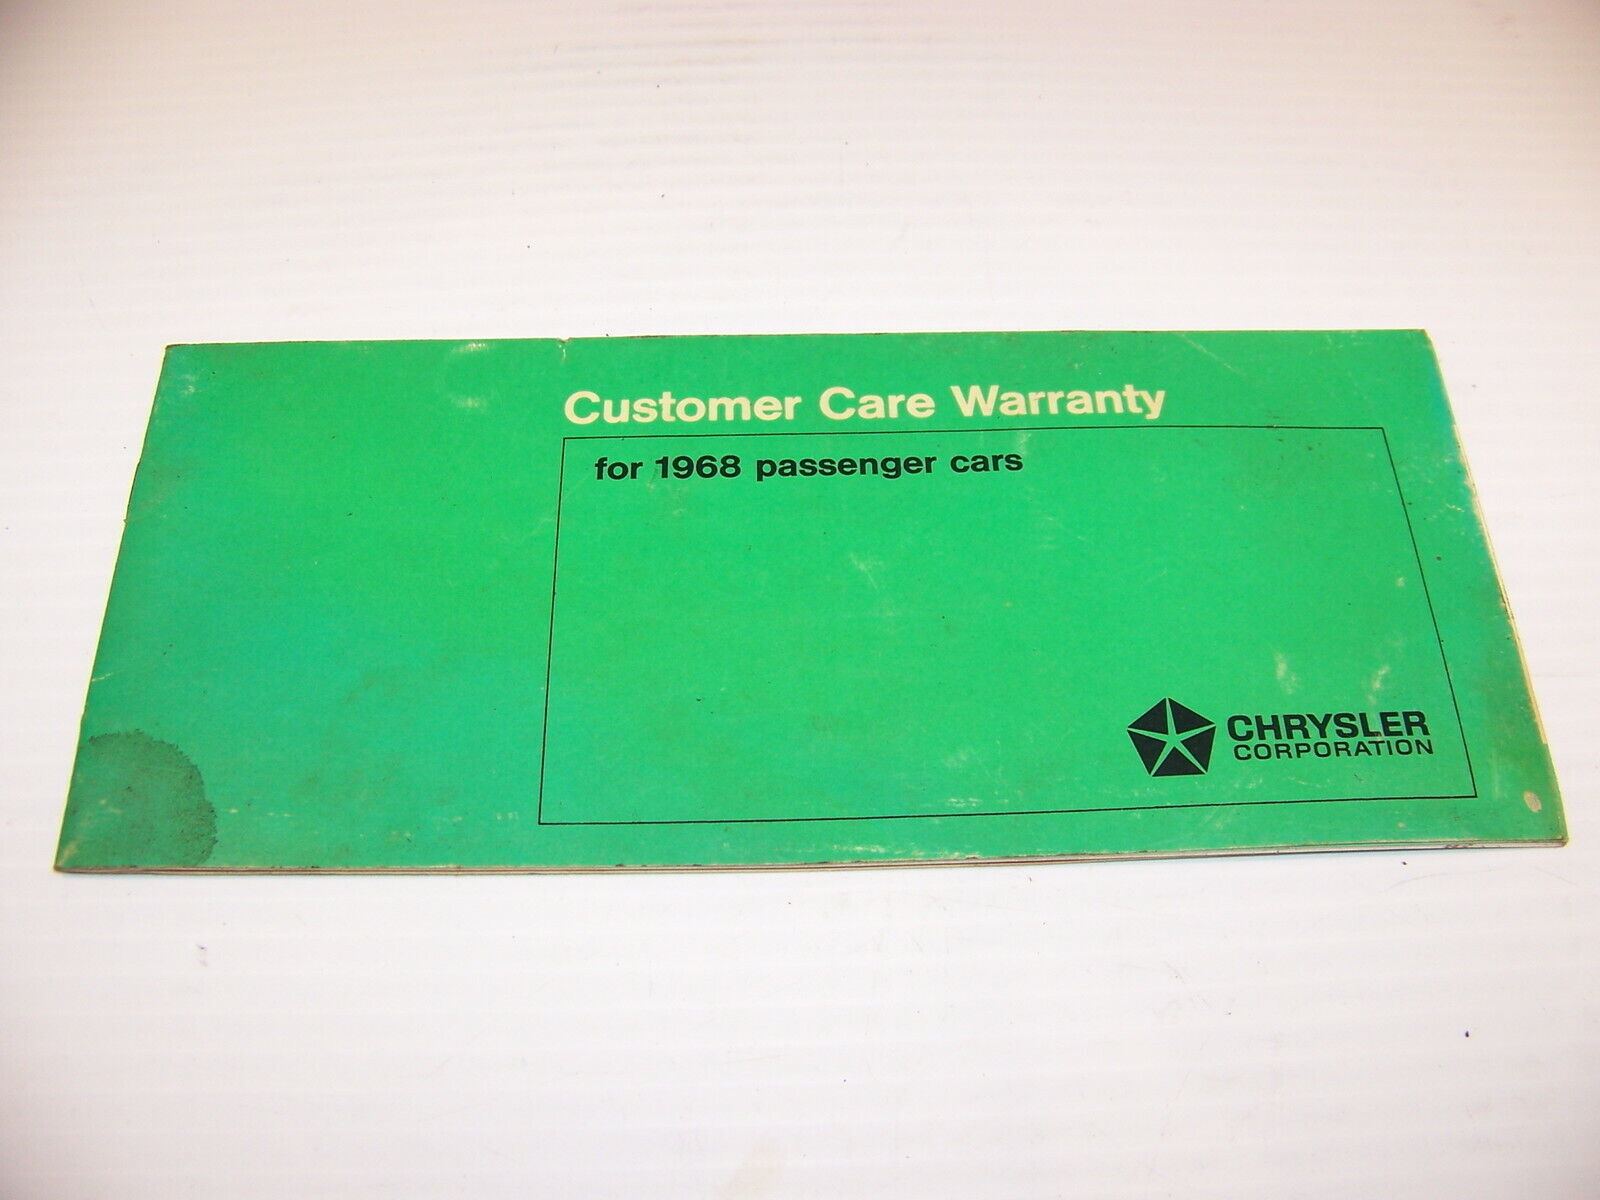 Customer Care Warranty
for 1968 passenger cars
CHRYSLER
CORPORATION